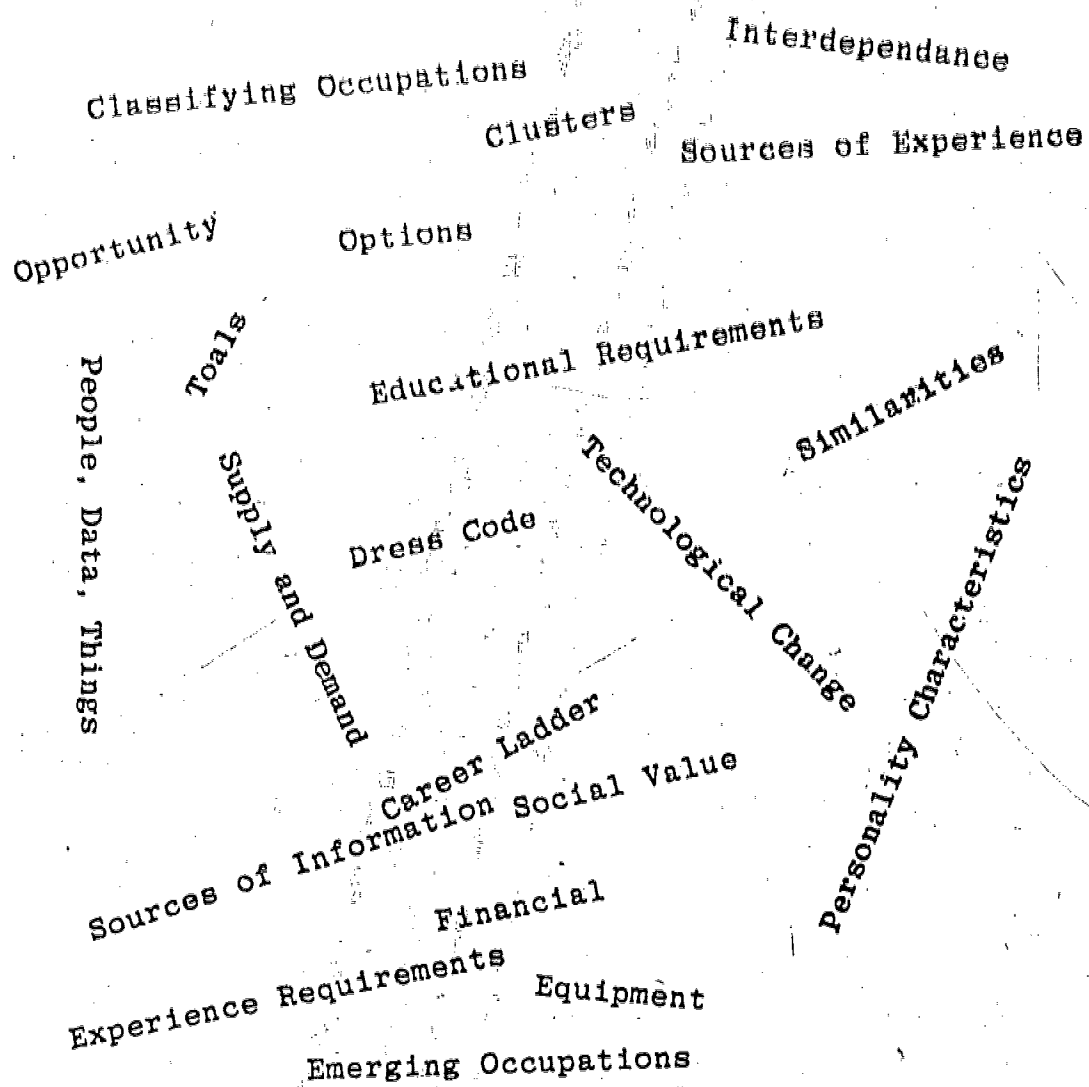 Interdependance
Classifying Occupations
Clusters
Sources of Experience
Opportunity
Options
Toals
Educational Requirements
People, Data, Things
Similarities
Supply and Demand
Technological Change
Dress Code
Personality Characteristics
Career Ladder
Social Value
Sources of Information
Financial
Experience Requirements
Equipment
Emerging Occupations